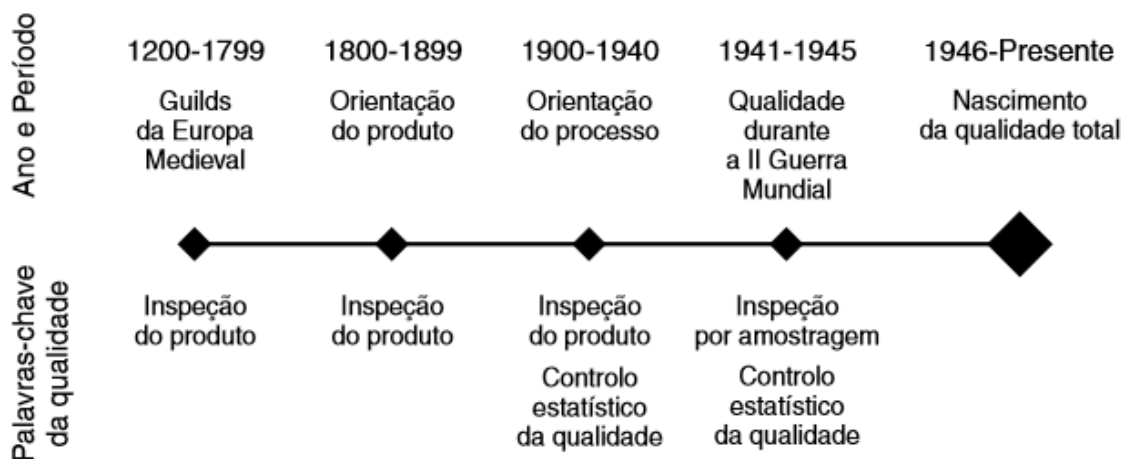 Ano e Período
1200-1799
Guilds
da Europa
Medieval
1800-1899
Orientação
do produto
1900-1940
Orientação
do processo
1941-1945
Qualidade
durante
a II Guerra
Mundial
1946-Presente
Nascimento
da qualidade total
Palavras-chave
da qualidade
Inspeção
do produto
Inspeção
do produto
Inspeção
do produto
Controlo
estatístico
da qualidade
Inspeção
por amostragem
Controlo
estatístico
da qualidade